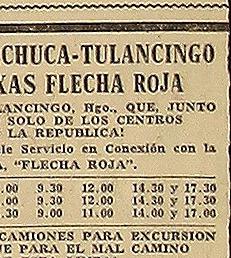 CHUCA-TULANCINGO
XAS FLECHA ROJA
LANCINGO, Hgo., QUE, JUNTO
SOLO DE LOS CENTROS
LA REPUBLICA!
le Servicio en Conexión con la
A, "FLECHA ROJA".
.00 9.30 12.00 14.30 y 17.30
.00 9.30 12.00 14.30 y 17.30
.00 9.00 11.00 14.00 y 17.30
CAMIONES PARA EXCURSION
UE PARA EL MAL CAMINO